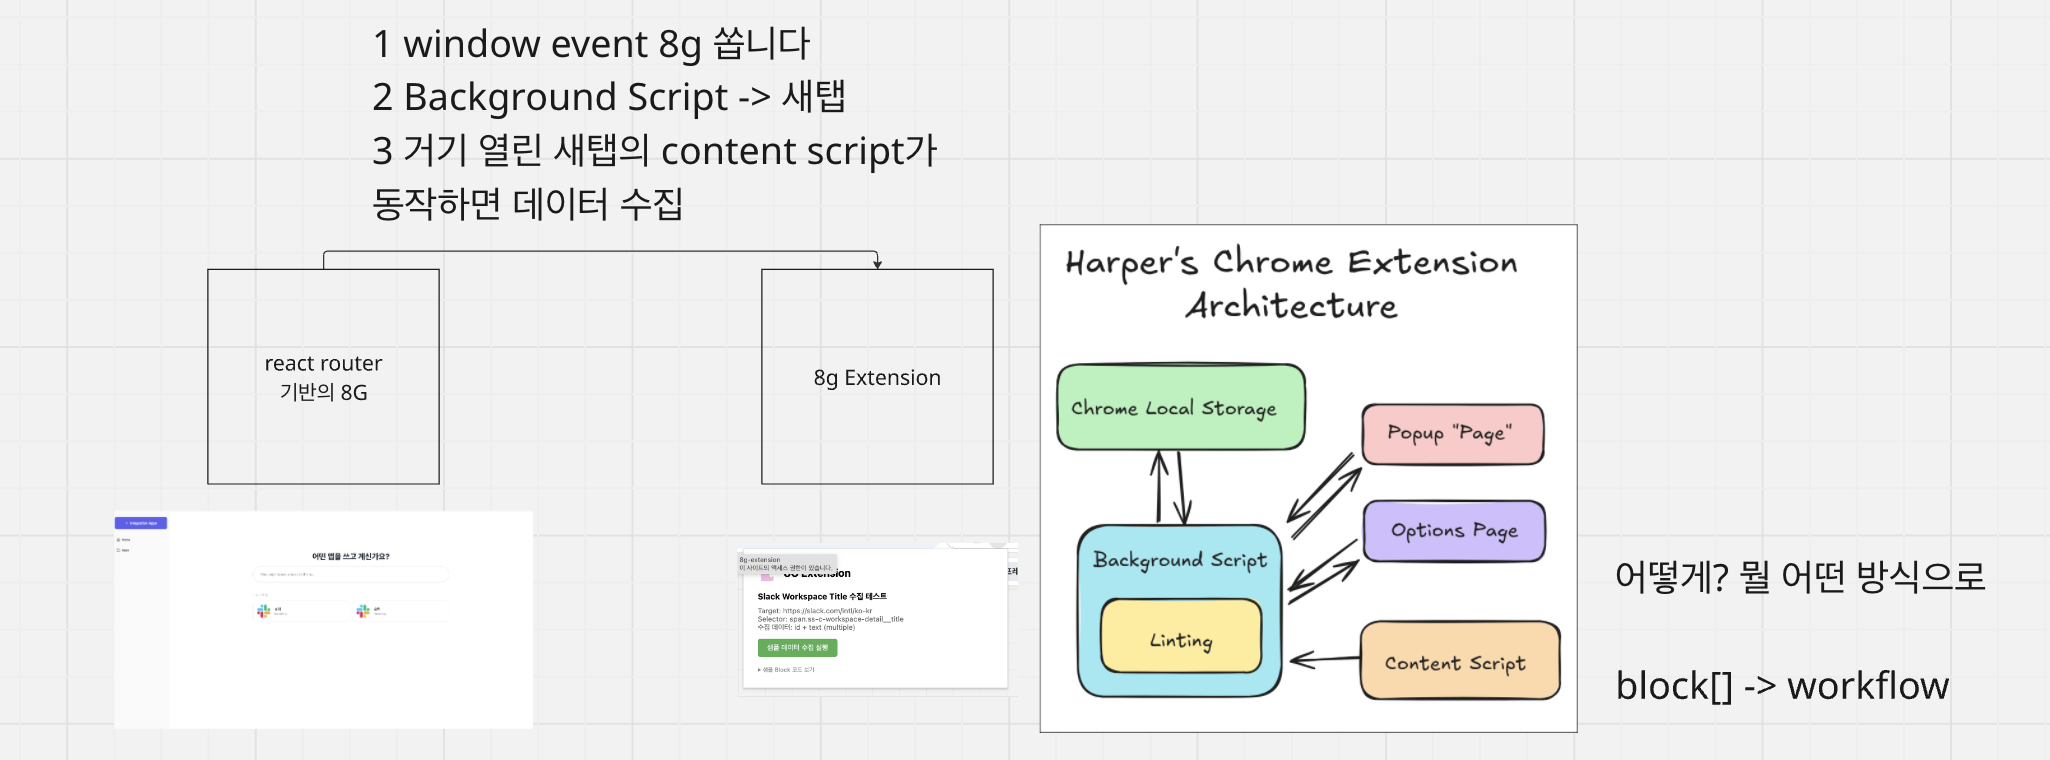 1 window event 8g 쏩니다
2 Background Script -> 새탭
3 거기 열린 새탭의 content script가
동작하면 데이터 수집
react router
기반의 8G
8g Extension
어떤 앱을 쓰고 계신가요?
8g-extension
이 사이트의 액세스 권한이 있습니다.
Extension
Slack Workspace Title 수집 테스트
Target: https://slack.com/intl/ko-kr
Selector: span.ss-c-workspace-detail__title
수집 데이터: id + text (multiple)
샘플 데이터 수집 실행
▸ 샘플 Block 코드 보기
Harper's Chrome Extension
Architecture
Chrome Local Storage
Popup "Page"
Options Page
Background Script
Linting
Content Script
어떻게? 뭘 어떤 방식으로
block[] -> workflow